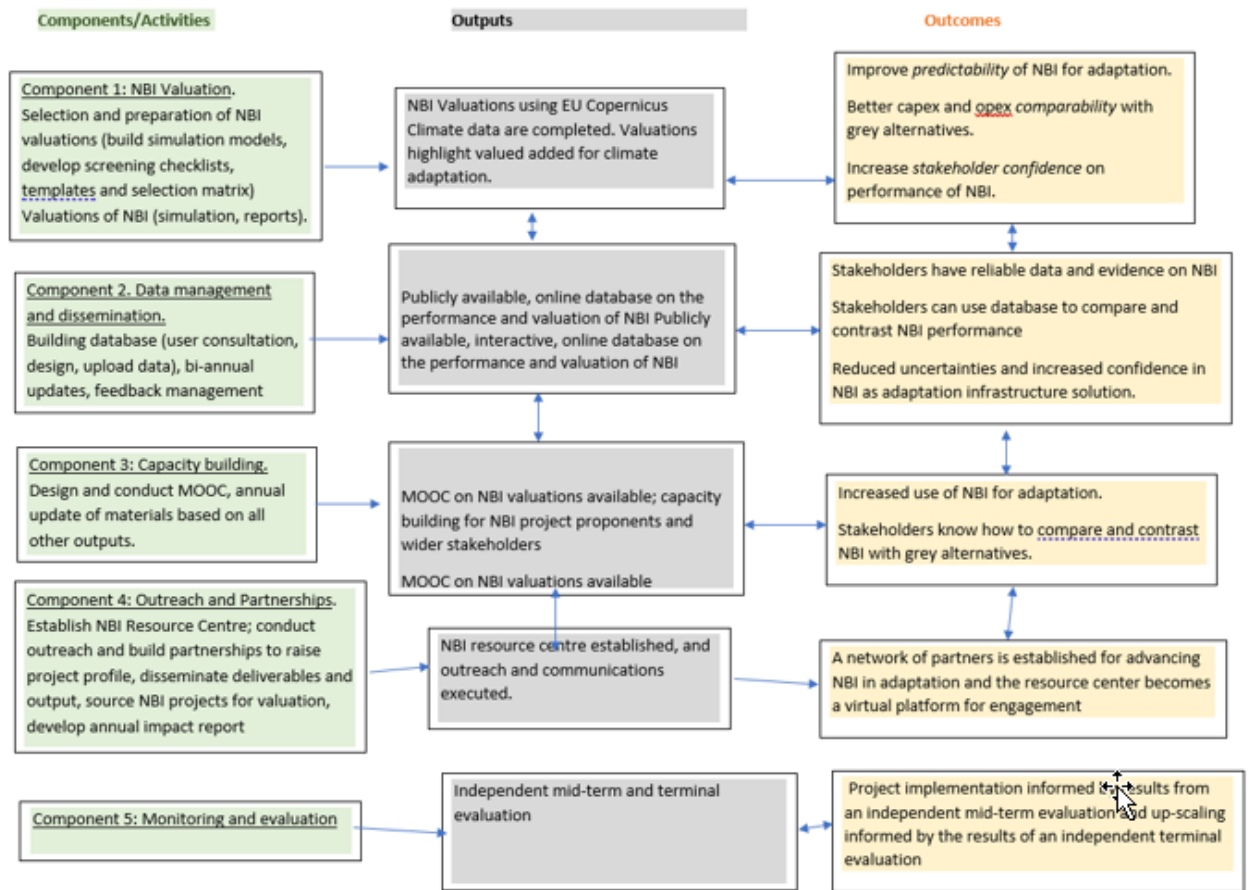 Components/Activities
Outputs
Outcomes
Component 1: NBI Valuation.
Selection and preparation of NBI
valuations (build simulation models,
develop screening checklists,
templates and selection matrix)
Valuations of NBI (simulation, reports).
NBI Valuations using EU Copernicus
Climate data are completed. Valuations
highlight valued added for climate
adaptation.
Improve predictability of NBI for adaptation.
Better capex and opex comparability with
grey alternatives.
Increase stakeholder confidence on
performance of NBI.
Component 2. Data management
and dissemination.
Building database (user consultation,
design, upload data), bi-annual
updates, feedback management
Publicly available, online database on the
performance and valuation of NBI Publicly
available, interactive, online database on
the performance and valuation of NBI
Stakeholders have reliable data and evidence on NBI
Stakeholders can use database to compare and
contrast NBI performance
Reduced uncertainties and increased confidence in
NBI as adaptation infrastructure solution.
Component 3: Capacity building.
Design and conduct MOOC, annual
update of materials based on all
other outputs.
MOOC on NBI valuations available; capacity
building for NBI project proponents and
wider stakeholders
MOOC on NBI valuations available
Increased use of NBI for adaptation.
Stakeholders know how to compare and contrast
NBI with grey alternatives.
Component 4: Outreach and Partnerships.
Establish NBI Resource Centre; conduct
outreach and build partnerships to raise
project profile, disseminate deliverables and
output, source NBI projects for valuation,
develop annual impact report
NBI resource centre established, and
outreach and communications
executed.
A network of partners is established for advancing
NBI in adaptation and the resource center becomes
a virtual platform for engagement
Component 5: Monitoring and evaluation
Independent mid-term and terminal
evaluation
Project implementation informed by results from
an independent mid-term evaluation and up-scaling
informed by the results of an independent terminal
evaluation